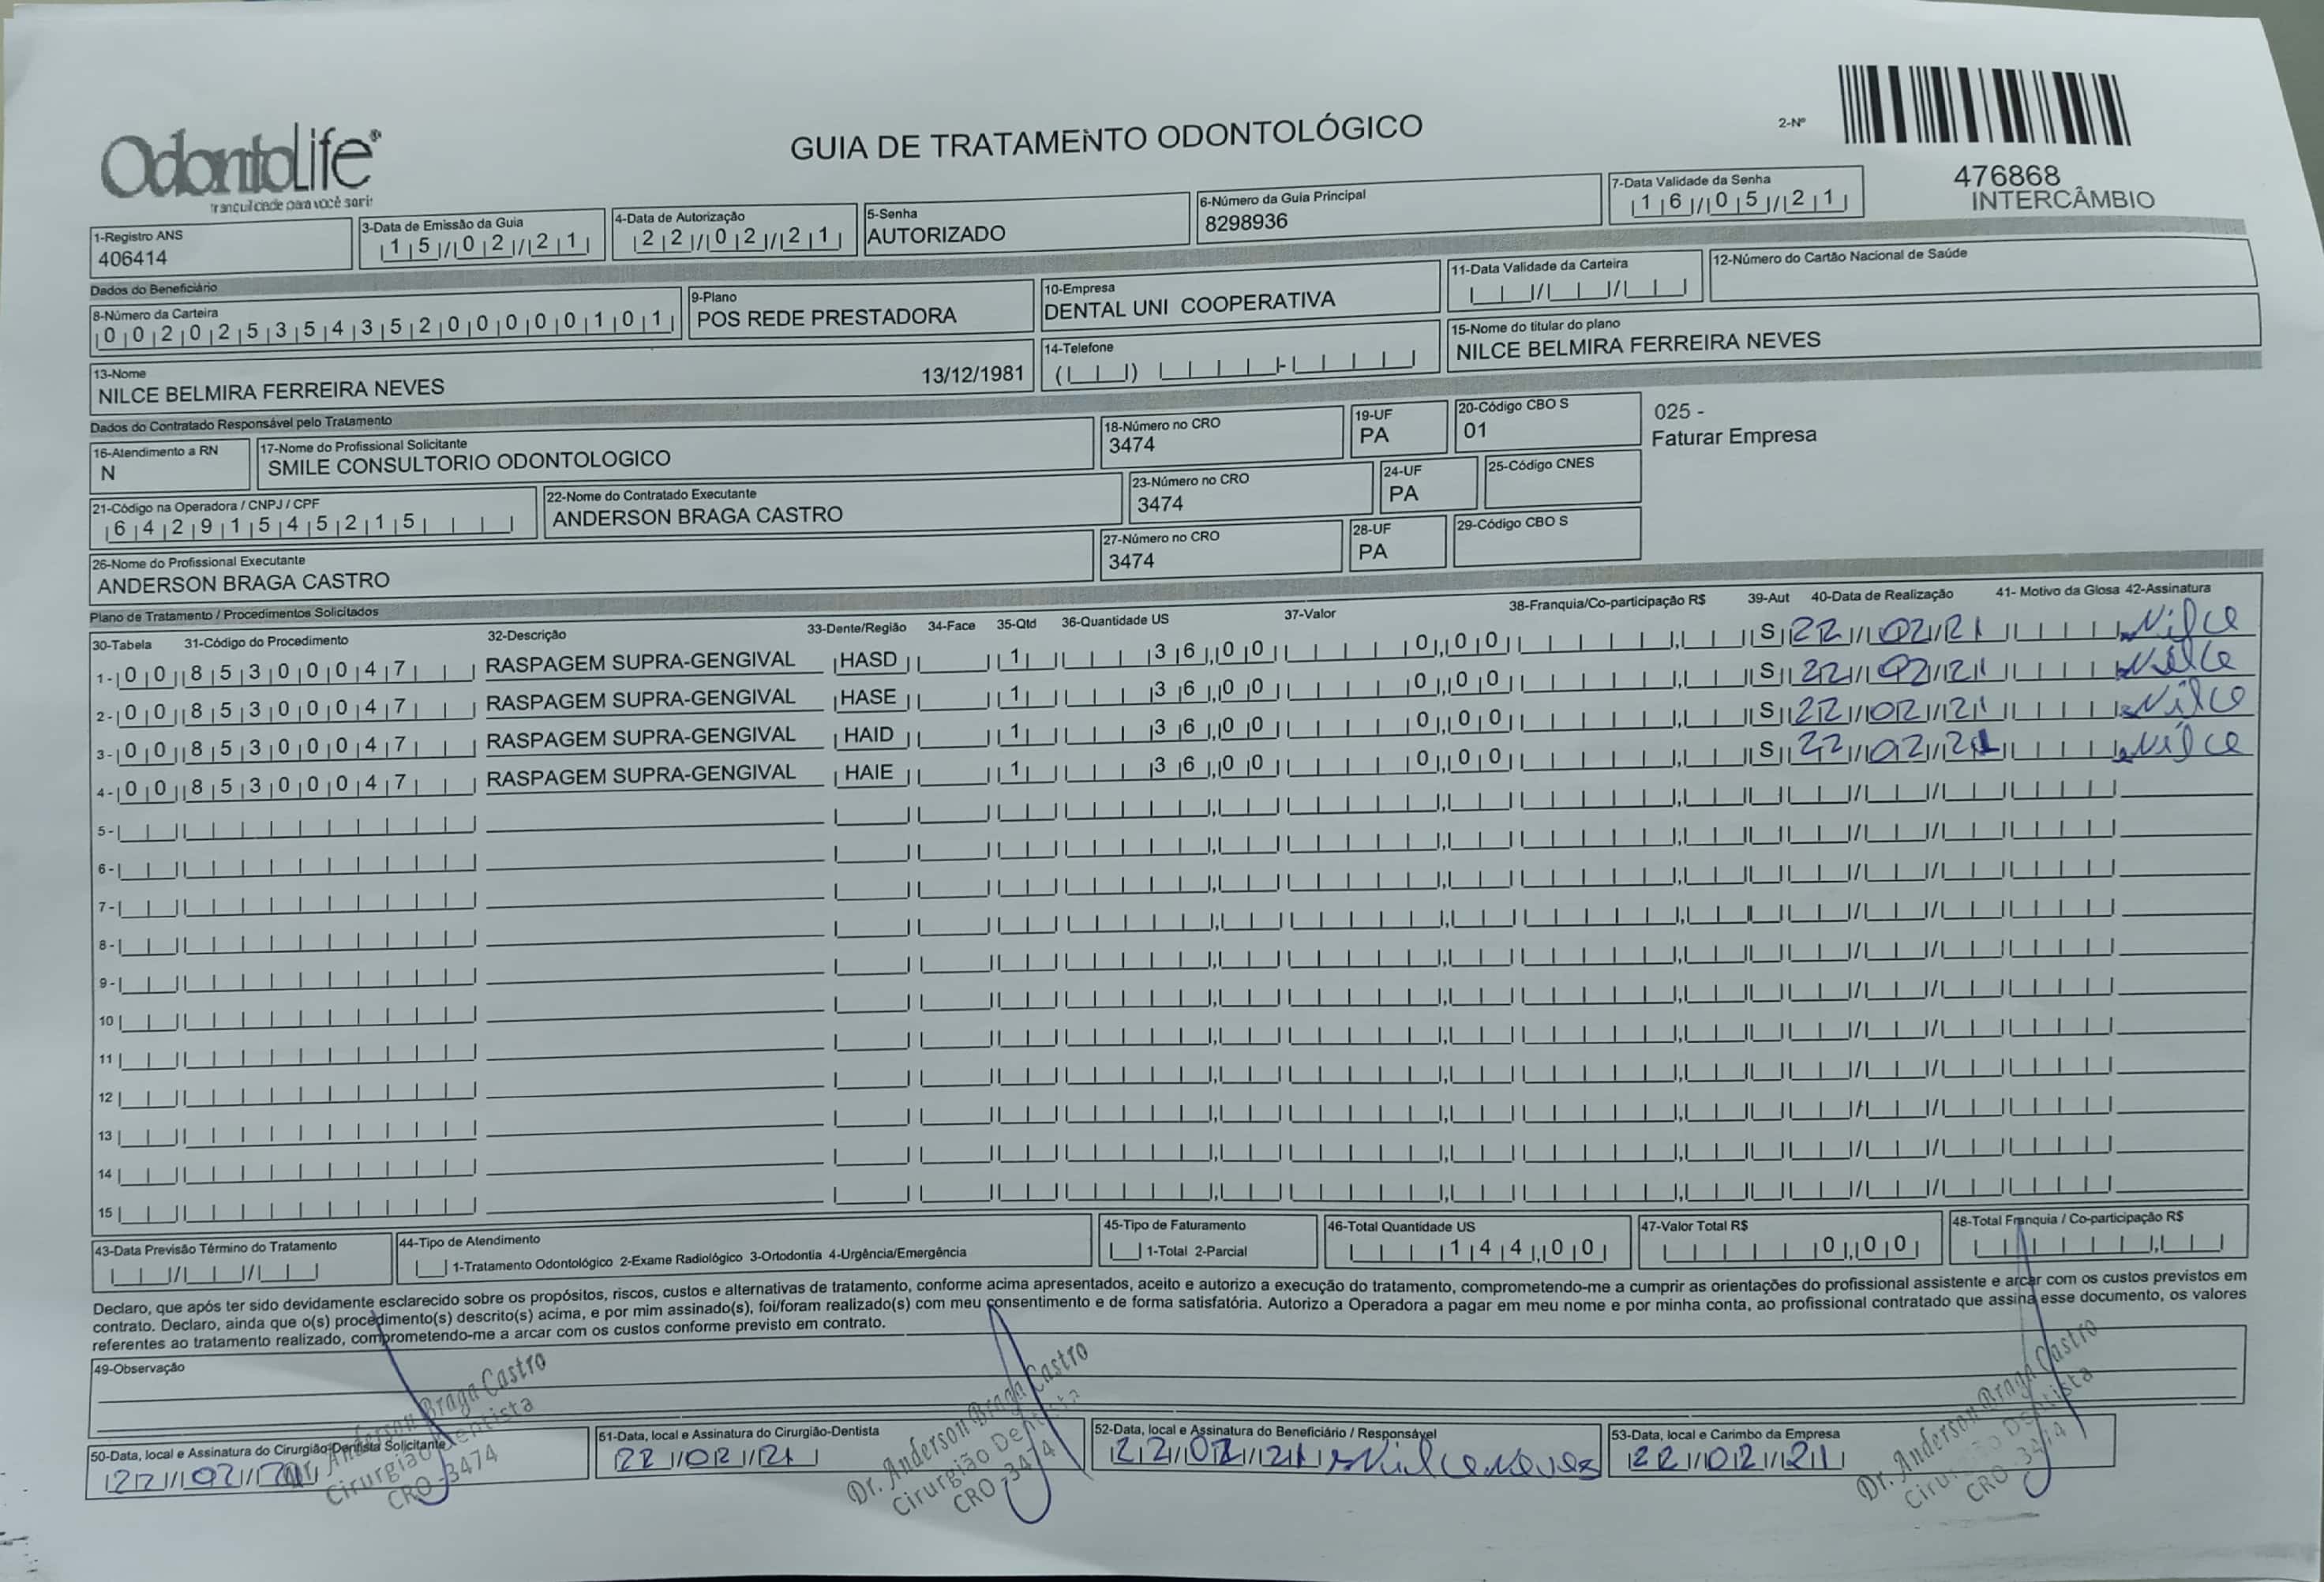 OdontoLife®
Tranquilidade para você sorrir
GUIA DE TRATAMENTO ODONTOLÓGICO
2-Nº
476868
INTERCÂMBIO
1-Registro ANS
406414
3-Data de Emissão da Guia
15/02/21
4-Data de Autorização
22/02/21
5-Senha
AUTORIZADO
6-Número da Guia Principal
8298936
7-Data Validade da Senha
16/05/21
Dados do Beneficiário
8-Número da Carteira
00202535435200000101
9-Plano
POS REDE PRESTADORA
10-Empresa
DENTAL UNI COOPERATIVA
11-Data Validade da Carteira
12-Número do Cartão Nacional de Saúde
13-Nome
NILCE BELMIRA FERREIRA NEVES 13/12/1981
14-Telefone
15-Nome do titular do plano
NILCE BELMIRA FERREIRA NEVES
Dados do Contratado Responsável pelo Tratamento
16-Atendimento a RN
N
17-Nome do Profissional Solicitante
SMILE CONSULTORIO ODONTOLOGICO
18-Número no CRO
3474
19-UF
PA
20-Código CBO S
01
025 -
Faturar Empresa
21-Código na Operadora / CNPJ / CPF
64291545215
22-Nome do Contratado Executante
ANDERSON BRAGA CASTRO
23-Número no CRO
3474
24-UF
PA
25-Código CNES
26-Nome do Profissional Executante
ANDERSON BRAGA CASTRO
27-Número no CRO
3474
28-UF
PA
29-Código CBO S
Plano de Tratamento / Procedimentos Solicitados
30-Tabela 31-Código do Procedimento 32-Descrição 33-Dente/Região 34-Face 35-Qtd 36-Quantidade US 37-Valor 38-Franquia/Co-participação R$ 39-Aut 40-Data de Realização 41- Motivo da Glosa 42-Assinatura
1- 00 85300047 RASPAGEM SUPRA-GENGIVAL HASD 1 36,00 0,00 S 22/02/21 Nilce
2- 00 85300047 RASPAGEM SUPRA-GENGIVAL HASE 1 36,00 0,00 S 22/02/21 Nilce
3- 00 85300047 RASPAGEM SUPRA-GENGIVAL HAID 1 36,00 0,00 S 22/02/21 Nilce
4- 00 85300047 RASPAGEM SUPRA-GENGIVAL HAIE 1 36,00 0,00 S 22/02/21 Nilce
5-
6-
7-
8-
9-
10
11
12
13
14
15
43-Data Previsão Término do Tratamento
44-Tipo de Atendimento
1-Tratamento Odontológico 2-Exame Radiológico 3-Ortodontia 4-Urgência/Emergência
45-Tipo de Faturamento
1-Total 2-Parcial
46-Total Quantidade US
144,00
47-Valor Total R$
0,00
48-Total Franquia / Co-participação R$
Declaro, que após ter sido devidamente esclarecido sobre os propósitos, riscos, custos e alternativas de tratamento, conforme acima apresentados, aceito e autorizo a execução do tratamento, comprometendo-me a cumprir as orientações do profissional assistente e arcar com os custos previstos em
contrato. Declaro, ainda que o(s) procedimento(s) descrito(s) acima, e por mim assinado(s), foi/foram realizado(s) com meu consentimento e de forma satisfatória. Autorizo a Operadora a pagar em meu nome e por minha conta, ao profissional contratado que assina esse documento, os valores
referentes ao tratamento realizado, comprometendo-me a arcar com os custos conforme previsto em contrato.
49-Observação
50-Data, local e Assinatura do Cirurgião-Dentista Solicitante
22/02/21
Dr. Anderson Braga Castro
Cirurgião Dentista
CRO-3474
51-Data, local e Assinatura do Cirurgião-Dentista
22/02/21
Dr. Anderson Braga Castro
Cirurgião Dentista
CRO-3474
52-Data, local e Assinatura do Beneficiário / Responsável
22/02/21 Nilce Neves
53-Data, local e Carimbo da Empresa
22/02/21
Dr. Anderson Braga Castro
Cirurgião Dentista
CRO-3474